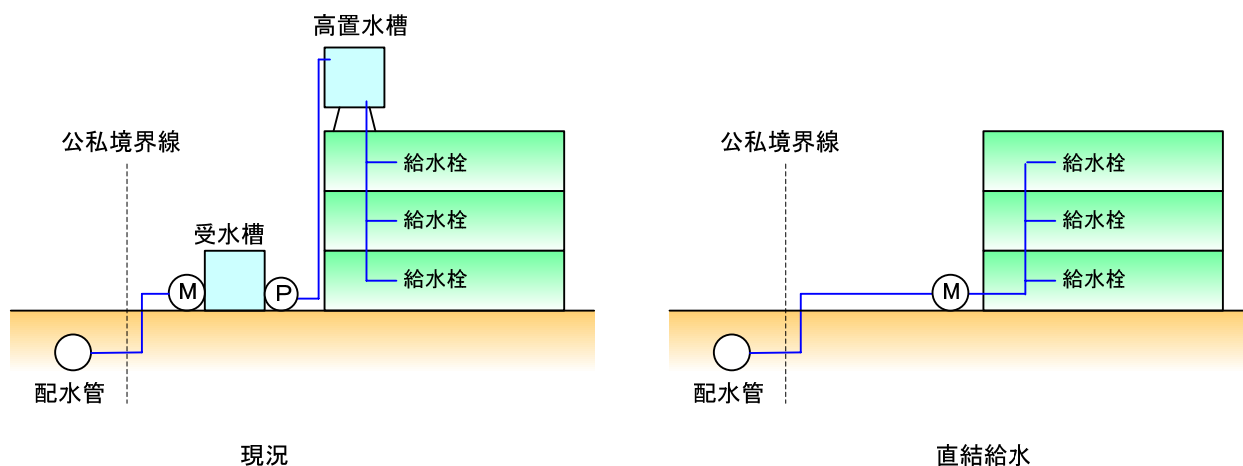 高置水槽
公私境界線
給水栓
給水栓
受水槽
給水栓
M
P
配水管
現況
公私境界線
給水栓
給水栓
給水栓
M
配水管
直結給水